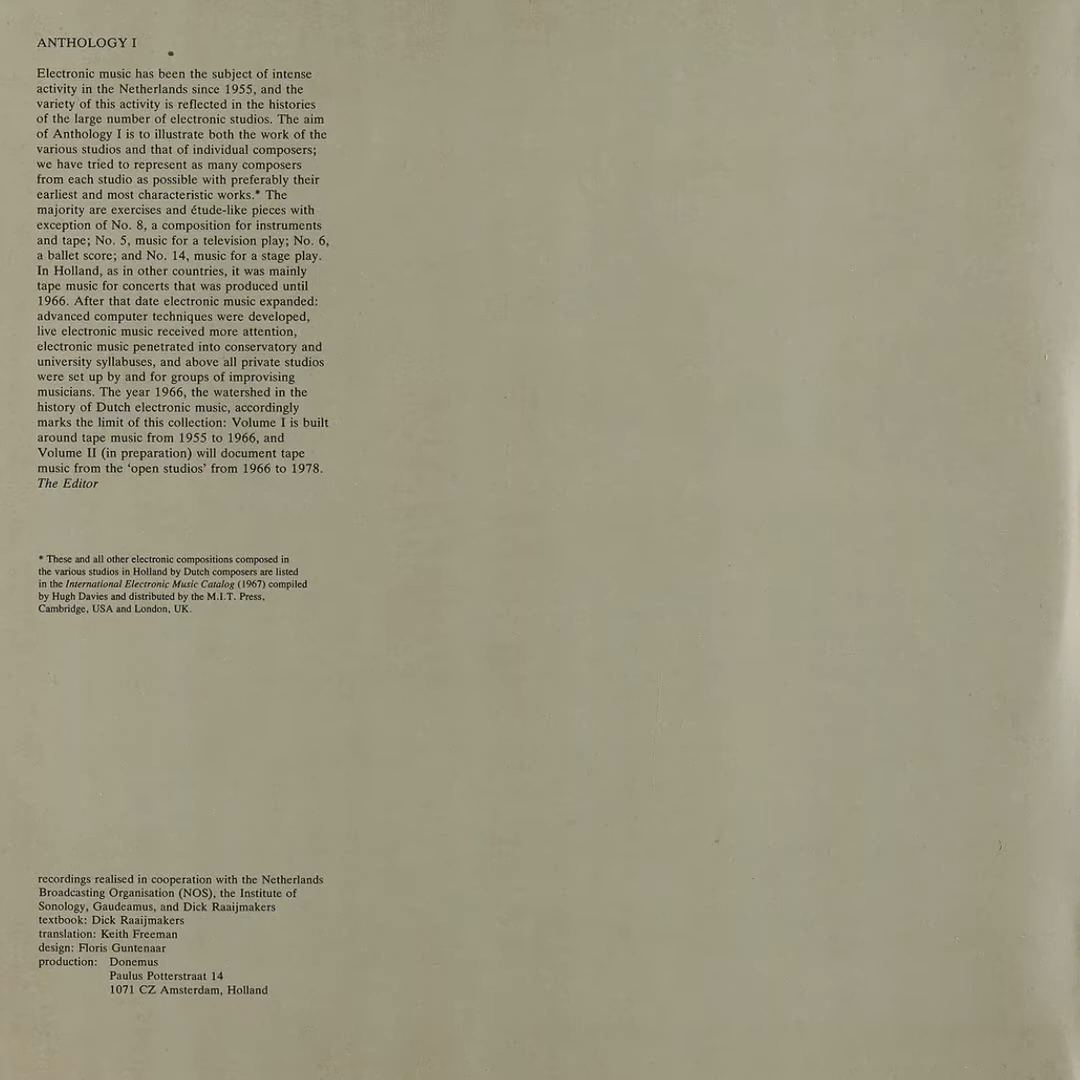 ANTHOLOGY I
Electronic music has been the subject of intense
activity in the Netherlands since 1955, and the
variety of this activity is reflected in the histories
of the large number of electronic studios. The aim
of Anthology I is to illustrate both the work of the
various studios and that of individual composers;
we have tried to represent as many composers
from each studio as possible with preferably their
earliest and most characteristic works.* The
majority are exercises and étude-like pieces with
exception of No. 8, a composition for instruments
and tape; No. 5, music for a television play; No. 6,
a ballet score; and No. 14, music for a stage play.
In Holland, as in other countries, it was mainly
tape music for concerts that was produced until
1966. After that date electronic music expanded:
advanced computer techniques were developed,
live electronic music received more attention,
electronic music penetrated into conservatory and
university syllabuses, and above all private studios
were set up by and for groups of improvising
musicians. The year 1966, the watershed in the
history of Dutch electronic music, accordingly
marks the limit of this collection: Volume I is built
around tape music from 1955 to 1966, and
Volume II (in preparation) will document tape
music from the ‘open studios’ from 1966 to 1978.
The Editor
* These and all other electronic compositions composed in
the various studios in Holland by Dutch composers are listed
in the International Electronic Music Catalog (1967) compiled
by Hugh Davies and distributed by the M.I.T. Press,
Cambridge, USA and London, UK.
recordings realised in cooperation with the Netherlands
Broadcasting Organisation (NOS), the Institute of
Sonology, Gaudeamus, and Dick Raaijmakers
textbook: Dick Raaijmakers
translation: Keith Freeman
design: Floris Guntenaar
production: Donemus
Paulus Potterstraat 14
1071 CZ Amsterdam, Holland